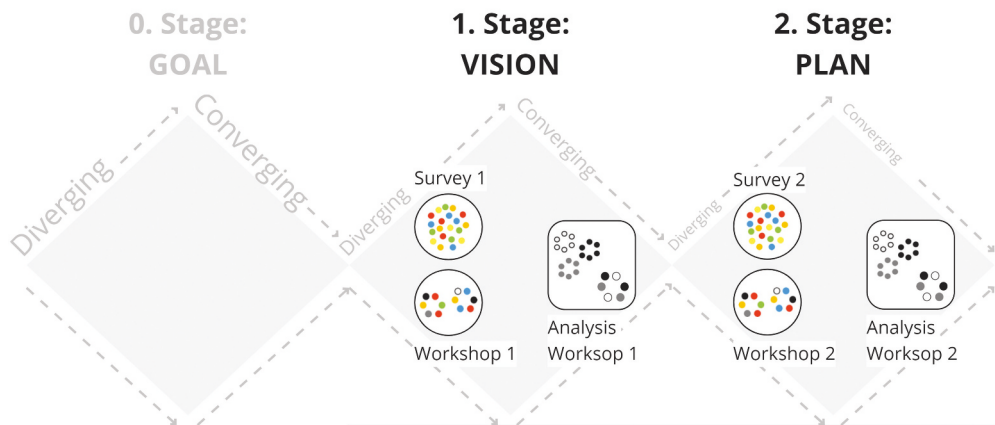 0. Stage:
GOAL
1. Stage:
VISION
2. Stage:
PLAN
Diverging
Converging
Diverging
Converging
Diverging
Converging
Survey 1
Workshop 1
Analysis
Worksop 1
Survey 2
Workshop 2
Analysis
Worksop 2